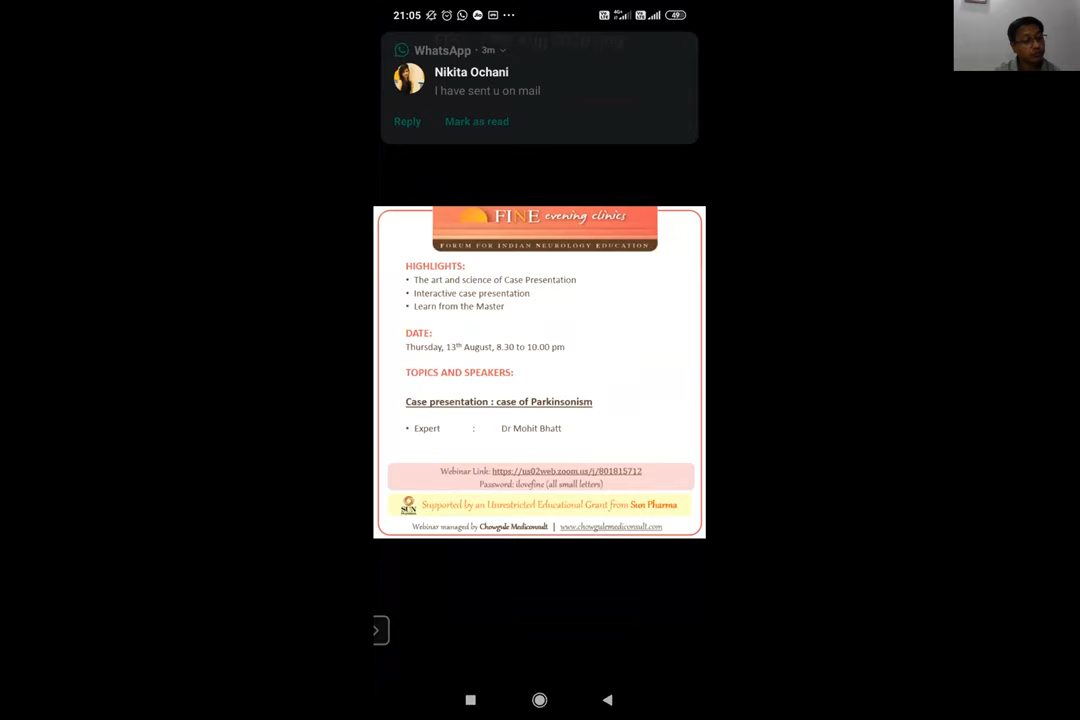 21:05
4G+
49
WhatsApp · 3m
Nikita Ochani
I have sent u on mail
Reply Mark as read
FINE evening clinics
FORUM FOR INDIAN NEUROLOGY EDUCATION
HIGHLIGHTS:
• The art and science of Case Presentation
• Interactive case presentation
• Learn from the Master
DATE:
Thursday, 13th August, 8.30 to 10.00 pm
TOPICS AND SPEAKERS:
Case presentation : case of Parkinsonism
• Expert : Dr Mohit Bhatt
Webinar Link: https://us02web.zoom.us/j/801815712
Password: ilovefine (all small letters)
SUN Supported by an Unrestricted Educational Grant from Sun Pharma
Webinar managed by Chowgule Mediconsult | www.chowgulemediconsult.com